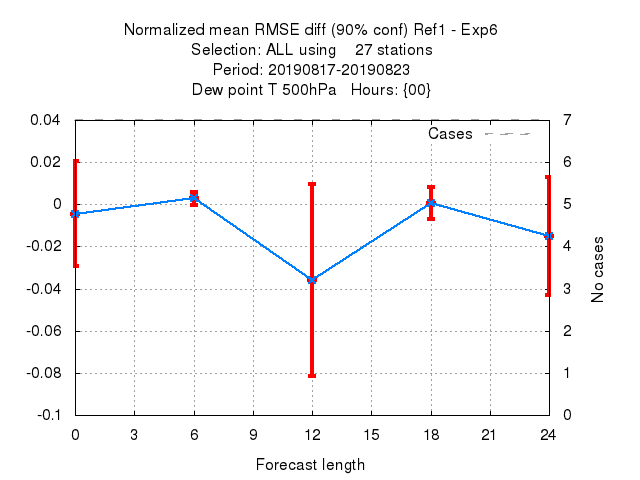 Normalized mean RMSE diff (90% conf) Ref1 - Exp6
Selection: ALL using    27 stations
Period: 20190817-20190823
Dew point T 500hPa   Hours: {00}
Cases
0.04
0.02
0
-0.02
-0.04
-0.06
-0.08
-0.1
7
6
5
4
3
2
1
0
No cases
0 3 6 9 12 15 18 21 24
Forecast length